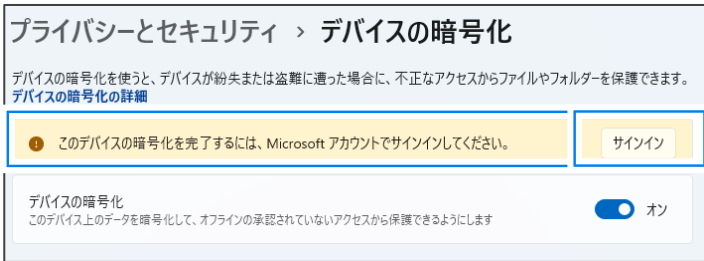 プライバシーとセキュリティ › デバイスの暗号化
デバイスの暗号化を使うと、デバイスが紛失または盗難に遭った場合に、不正なアクセスからファイルやフォルダーを保護できます。
デバイスの暗号化の詳細
このデバイスの暗号化を完了するには、Microsoft アカウントでサインインしてください。 サインイン
デバイスの暗号化
このデバイス上のデータを暗号化して、オフラインの承認されていないアクセスから保護できるようにします
オン